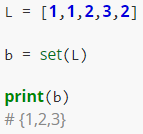 L = [1,1,2,3,2]
b = set(L)
print(b)
# {1,2,3}